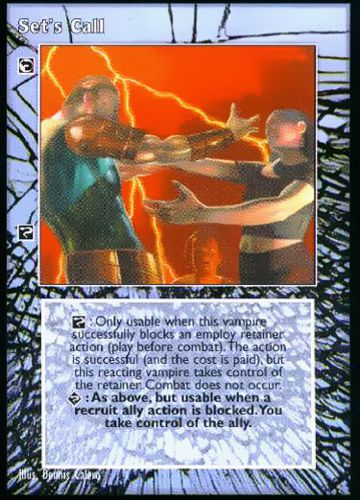 Set's Call
: Only usable when this vampire
successfully blocks an employ retainer
action (play before combat). The action
is successful (and the cost is paid), but
this reacting vampire takes control of
the retainer. Combat does not occur.
: As above, but usable when a
recruit ally action is blocked. You
take control of the ally.
Illus. Dennis Calero